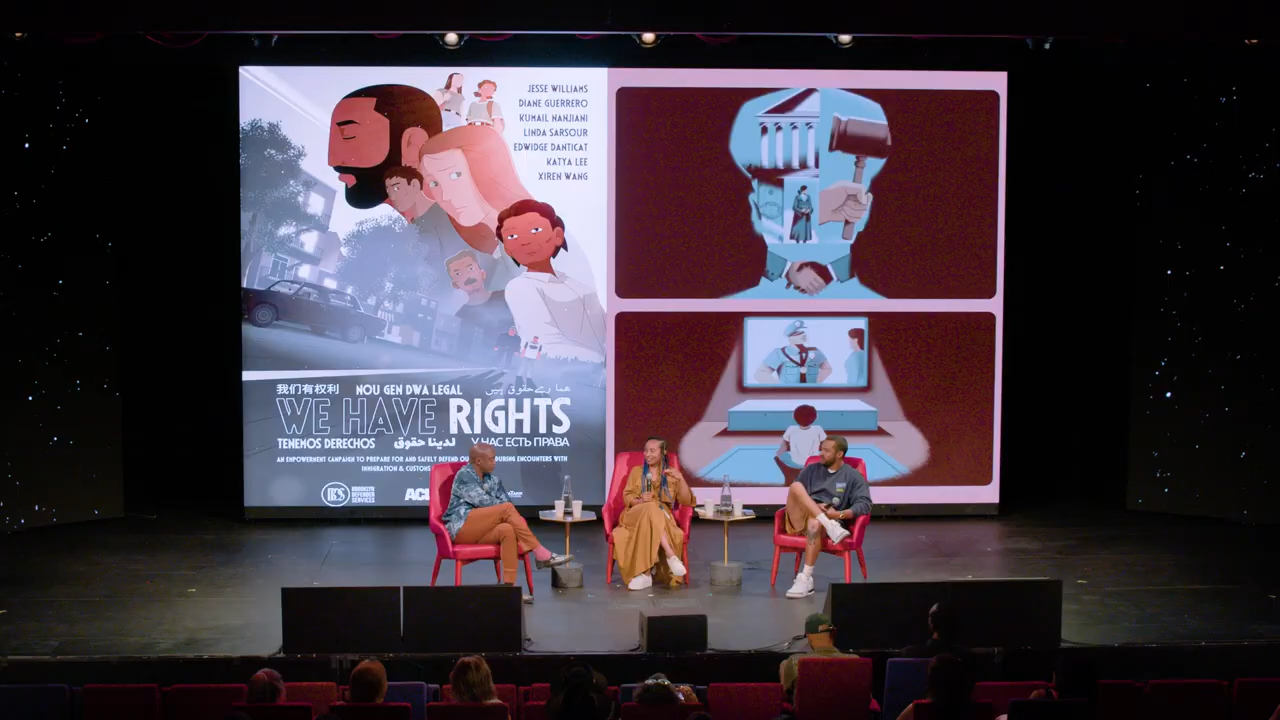 JESSE WILLIAMS
DIANE GUERRERO
KUMAIL NANJIANI
LINDA SARSOUR
EDWIDGE DANTICAT
KATYA LEE
XIREN WANG
我们有权利 NOU GEN DWA LEGAL ہمارے حقوق ہیں
WE HAVE RIGHTS
TENEMOS DERECHOS لدينا حقوق У НАС ЕСТЬ ПРАВА
AN EMPOWERMENT CAMPAIGN TO PREPARE FOR AND SAFELY DEFEND DURING ENCOUNTERS WITH
IMMIGRATION & CUSTOMS
BDS BROOKLYN
DEFENDER
SERVICES